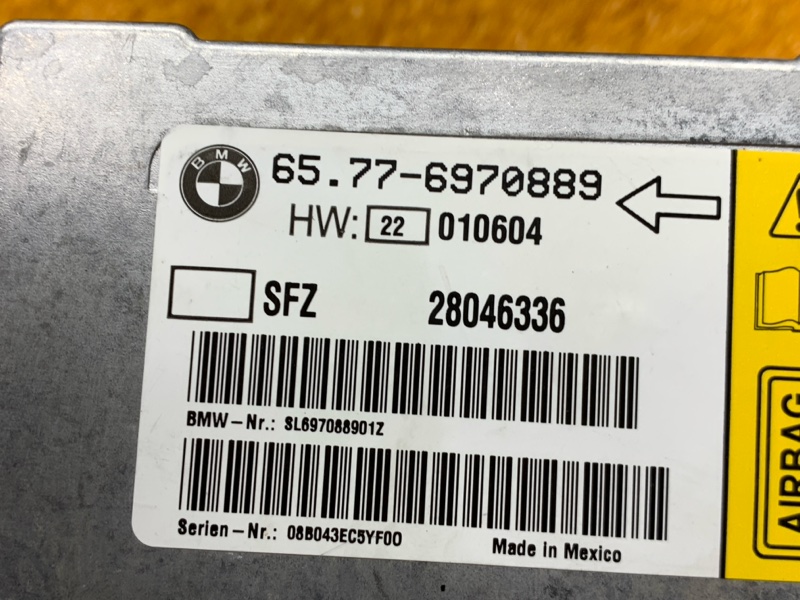 BMW
65.77-6970889
HW: 22 010604
SFZ 28046336
BMW-Nr.: SL697088901Z
Serien-Nr.: 08B043EC5YF00
Made in Mexico
AIRBAG